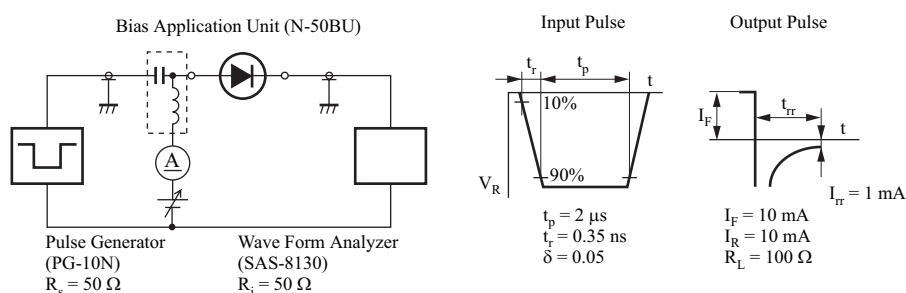 Bias Application Unit (N-50BU)
A
Pulse Generator
(PG-10N)
R_s = 50 Ω
Wave Form Analyzer
(SAS-8130)
R_i = 50 Ω
Input Pulse
t_r
t_p
t
10%
90%
V_R
t_p = 2 μs
t_r = 0.35 ns
δ = 0.05
Output Pulse
I_F
t_rr
t
I_rr = 1 mA
I_F = 10 mA
I_R = 10 mA
R_L = 100 Ω